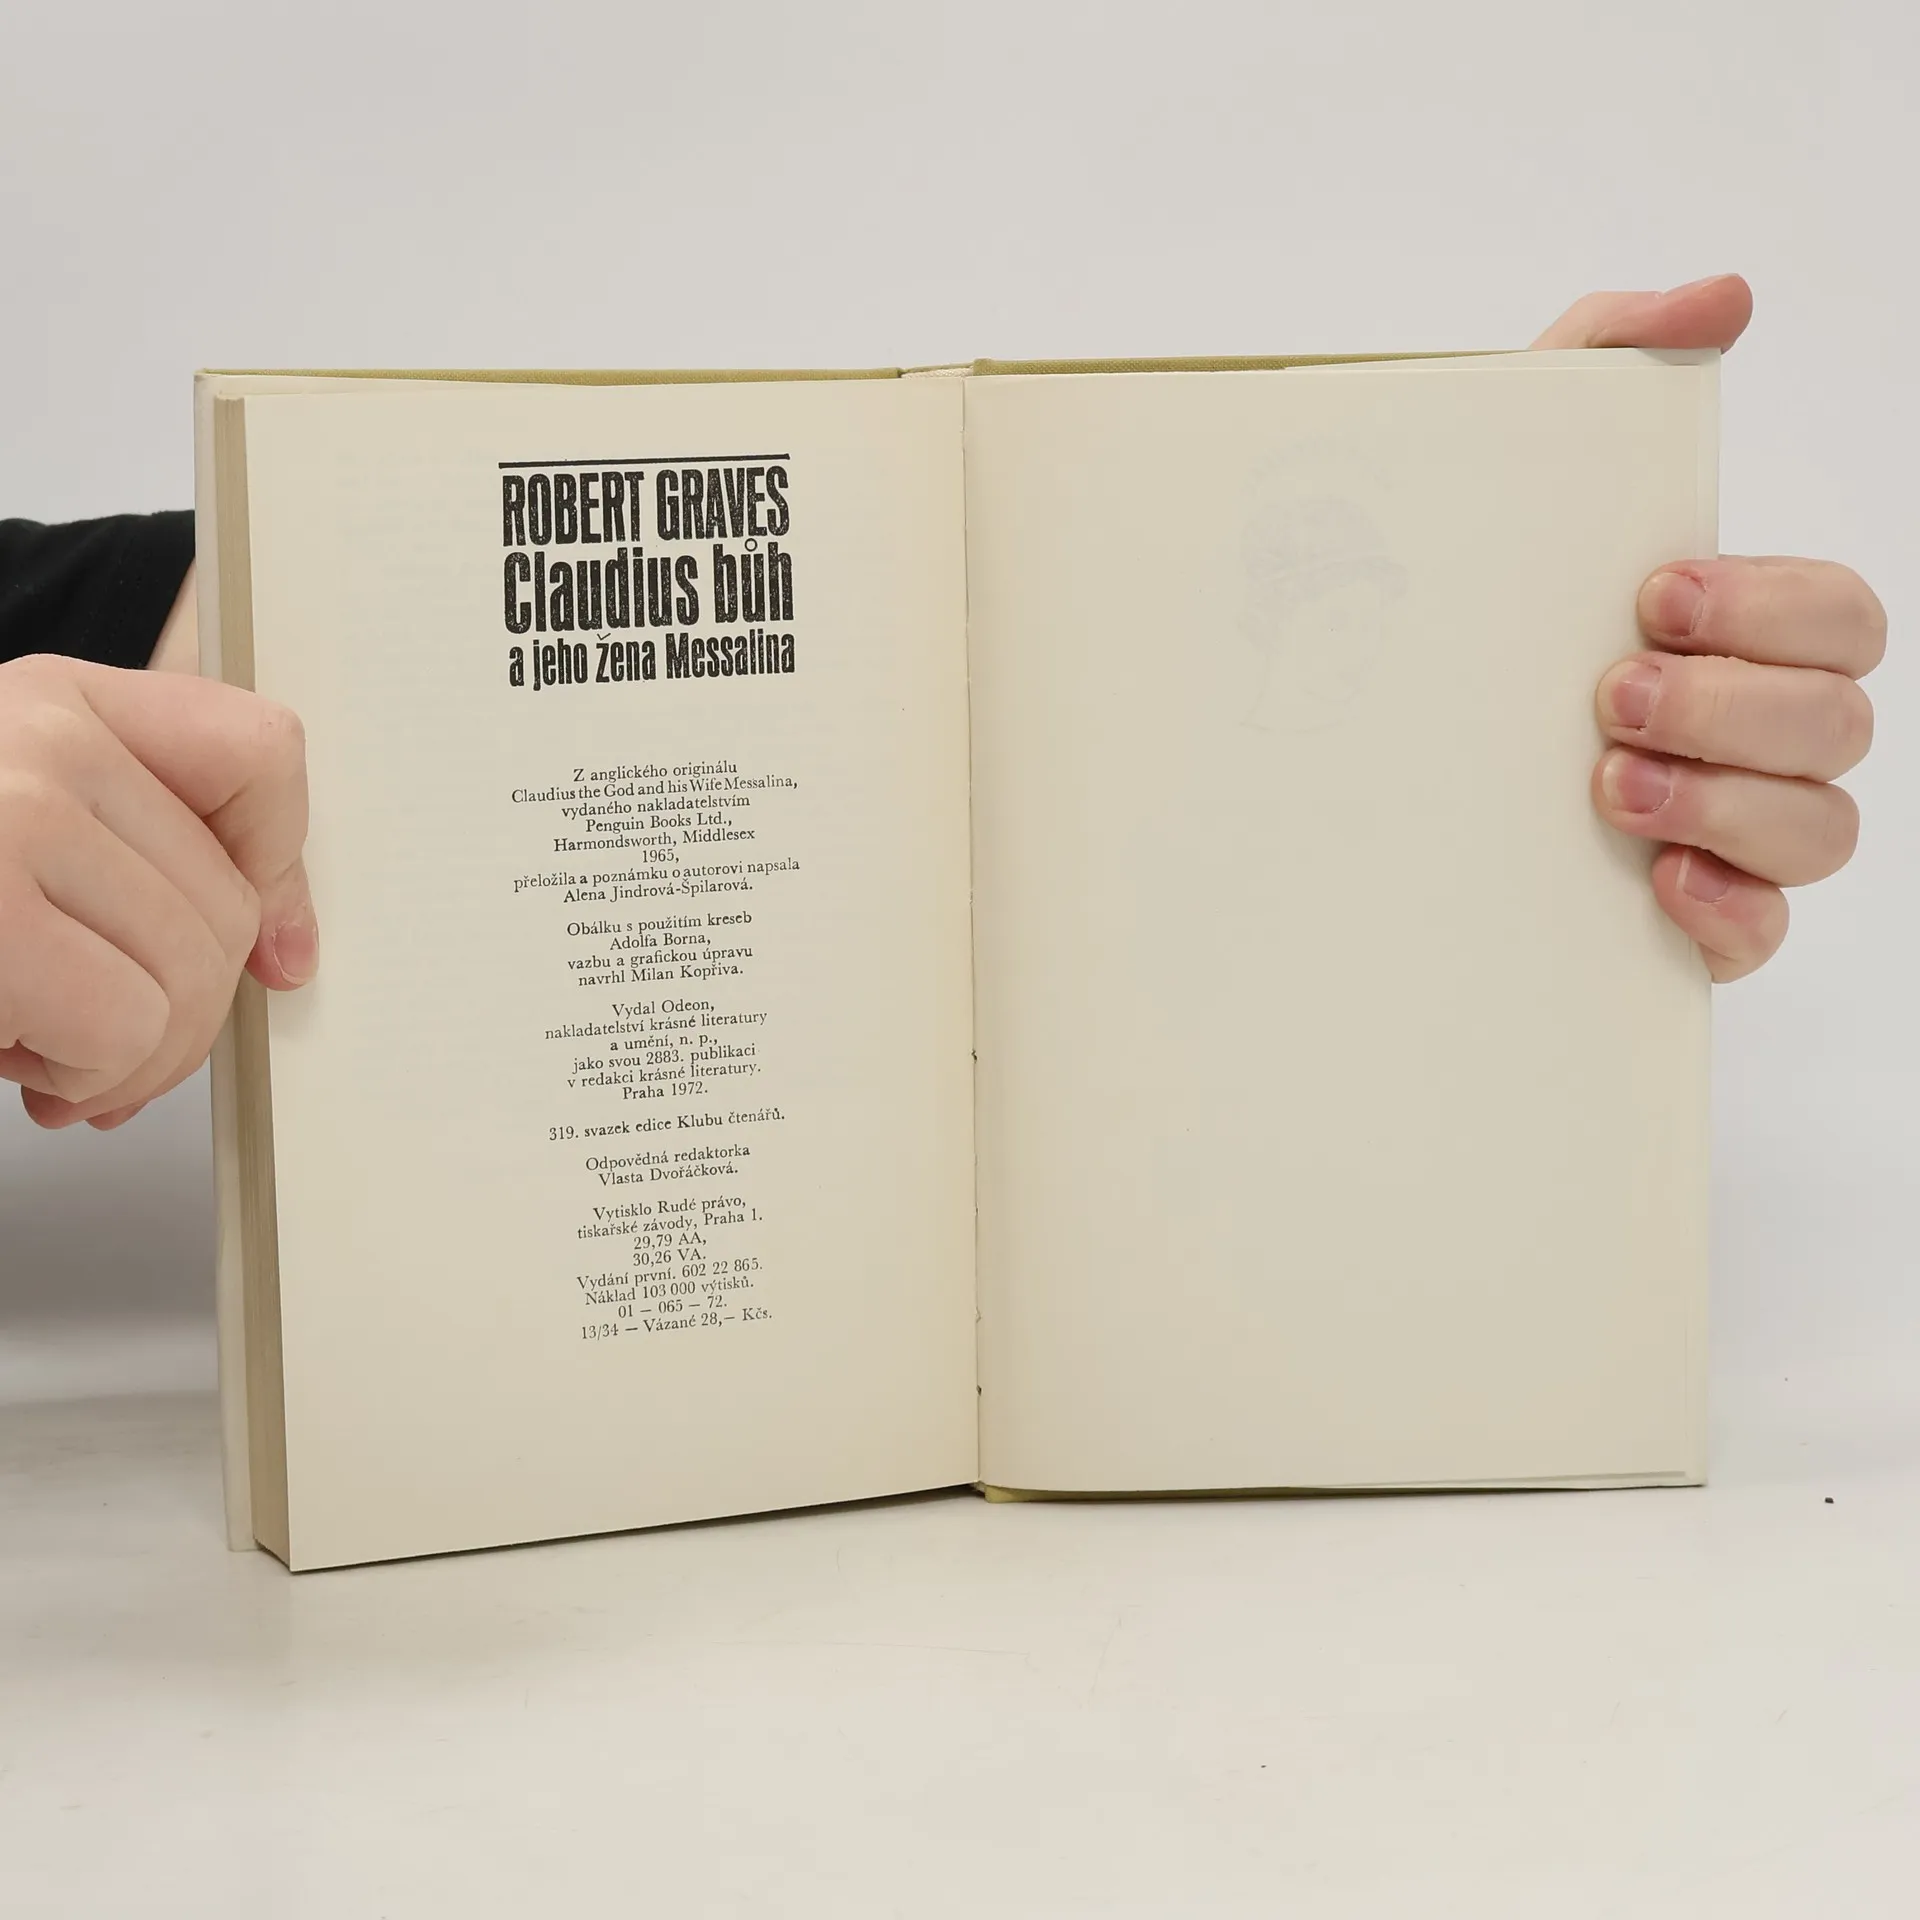 ROBERT GRAVES
Claudius bůh
a jeho žena Messalina
Z anglického originálu
Claudius the God and his Wife Messalina,
vydaného nakladatelstvím
Penguin Books Ltd.,
Harmondsworth, Middlesex
1965,
přeložila a poznámku o autorovi napsala
Alena Jindrová-Špilarová.
Obálku s použitím kreseb
Adolfa Borna,
vazbu a grafickou úpravu
navrhl Milan Kopřiva.
Vydal Odeon,
nakladatelství krásné literatury
a umění, n. p.,
jako svou 2883. publikaci
v redakci krásné literatury.
Praha 1972.
319. svazek edice Klubu čtenářů.
Odpovědná redaktorka
Vlasta Dvořáčková.
Vytisklo Rudé právo,
tiskařské závody, Praha 1.
29,79 AA,
30,26 VA.
Vydání první. 602 22 865.
Náklad 103 000 výtisků.
01 — 065 — 72.
13/34 — Vázané 28,— Kčs.